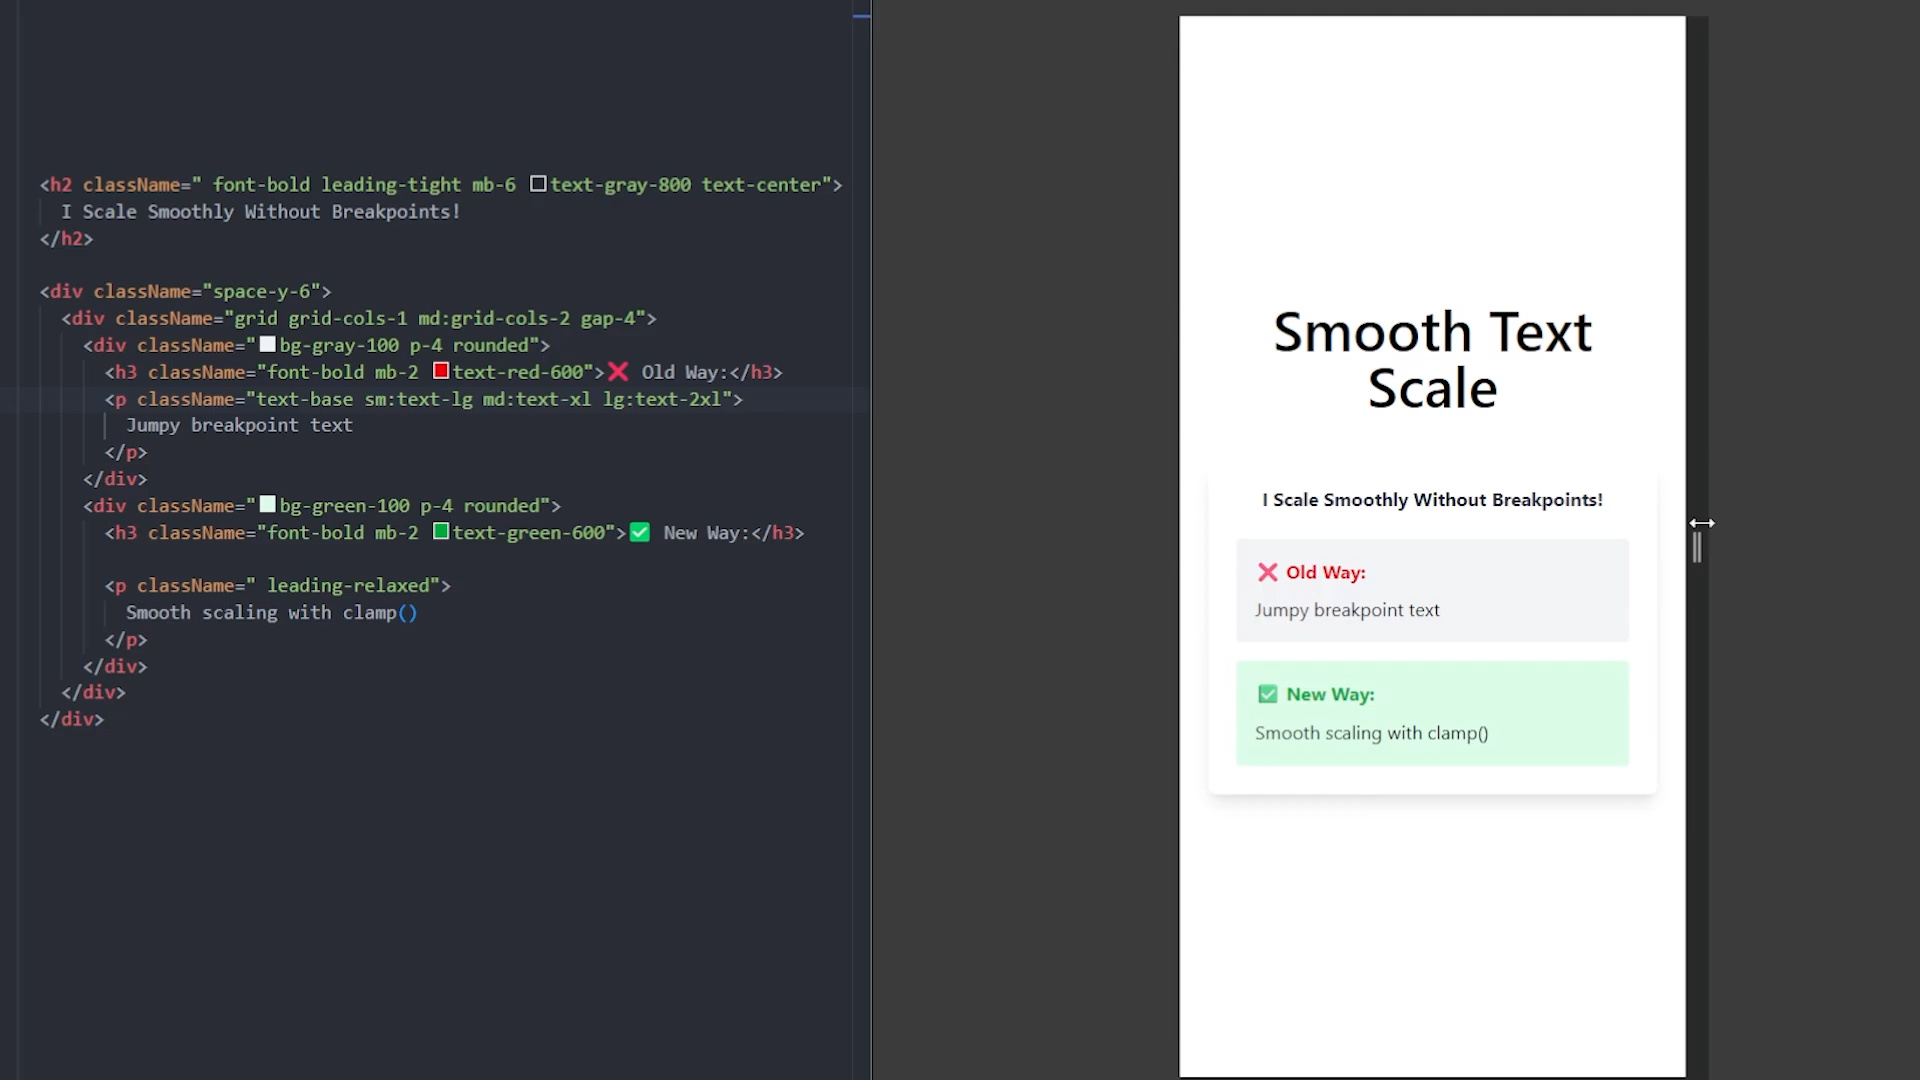 <h2 className=" font-bold leading-tight mb-6 text-gray-800 text-center">
I Scale Smoothly Without Breakpoints!
</h2>
<div className="space-y-6">
<div className="grid grid-cols-1 md:grid-cols-2 gap-4">
<div className="bg-gray-100 p-4 rounded">
<h3 className="font-bold mb-2 text-red-600">❌ Old Way:</h3>
<p className="text-base sm:text-lg md:text-xl lg:text-2xl">
Jumpy breakpoint text
</p>
</div>
<div className="bg-green-100 p-4 rounded">
<h3 className="font-bold mb-2 text-green-600">✅ New Way:</h3>
<p className=" leading-relaxed">
Smooth scaling with clamp()
</p>
</div>
</div>
</div>
Smooth Text
Scale
I Scale Smoothly Without Breakpoints!
❌ Old Way:
Jumpy breakpoint text
✅ New Way:
Smooth scaling with clamp()